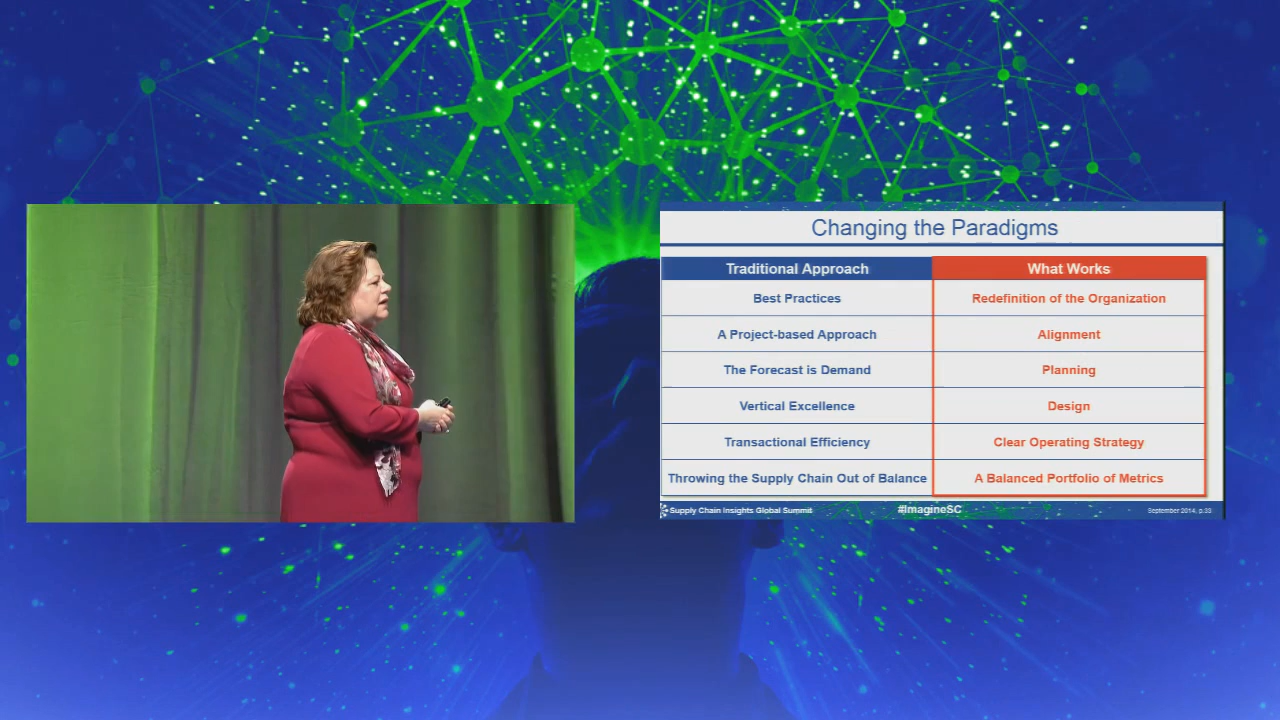 Changing the Paradigms
Traditional Approach What Works
Best Practices Redefinition of the Organization
A Project-based Approach Alignment
The Forecast is Demand Planning
Vertical Excellence Design
Transactional Efficiency Clear Operating Strategy
Throwing the Supply Chain Out of Balance A Balanced Portfolio of Metrics
Supply Chain Insights Global Summit #ImagineSC September 2014, p.33